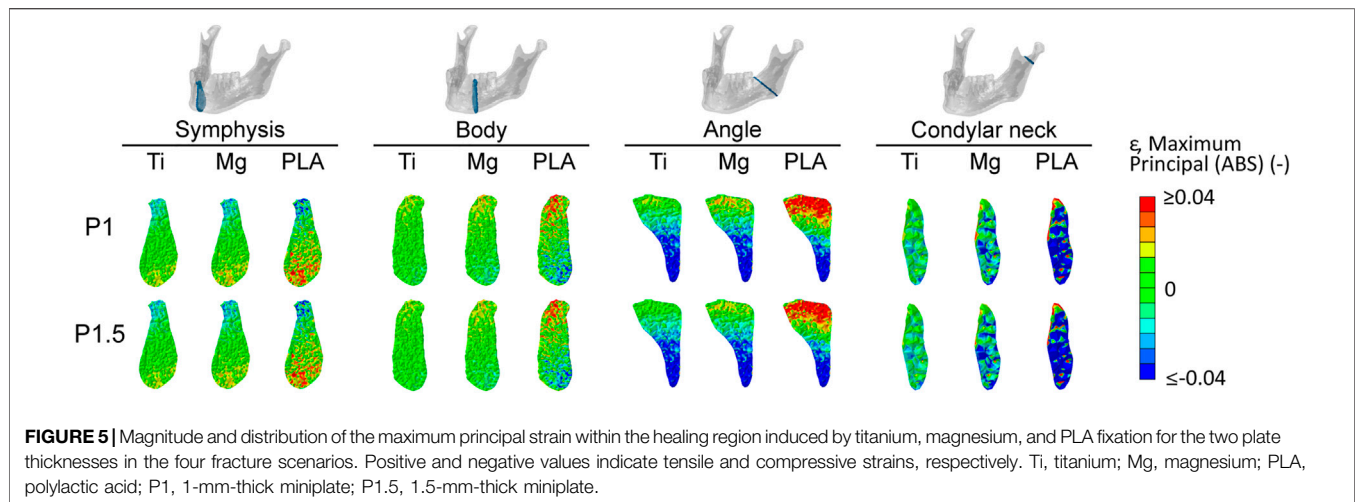 Symphysis Body Angle Condylar neck
Ti Mg PLA Ti Mg PLA Ti Mg PLA Ti Mg PLA
ε, Maximum
Principal (ABS) (-)
≥0.04
P1
0
P1.5
≤-0.04
FIGURE 5 | Magnitude and distribution of the maximum principal strain within the healing region induced by titanium, magnesium, and PLA fixation for the two plate
thicknesses in the four fracture scenarios. Positive and negative values indicate tensile and compressive strains, respectively. Ti, titanium; Mg, magnesium; PLA,
polylactic acid; P1, 1-mm-thick miniplate; P1.5, 1.5-mm-thick miniplate.